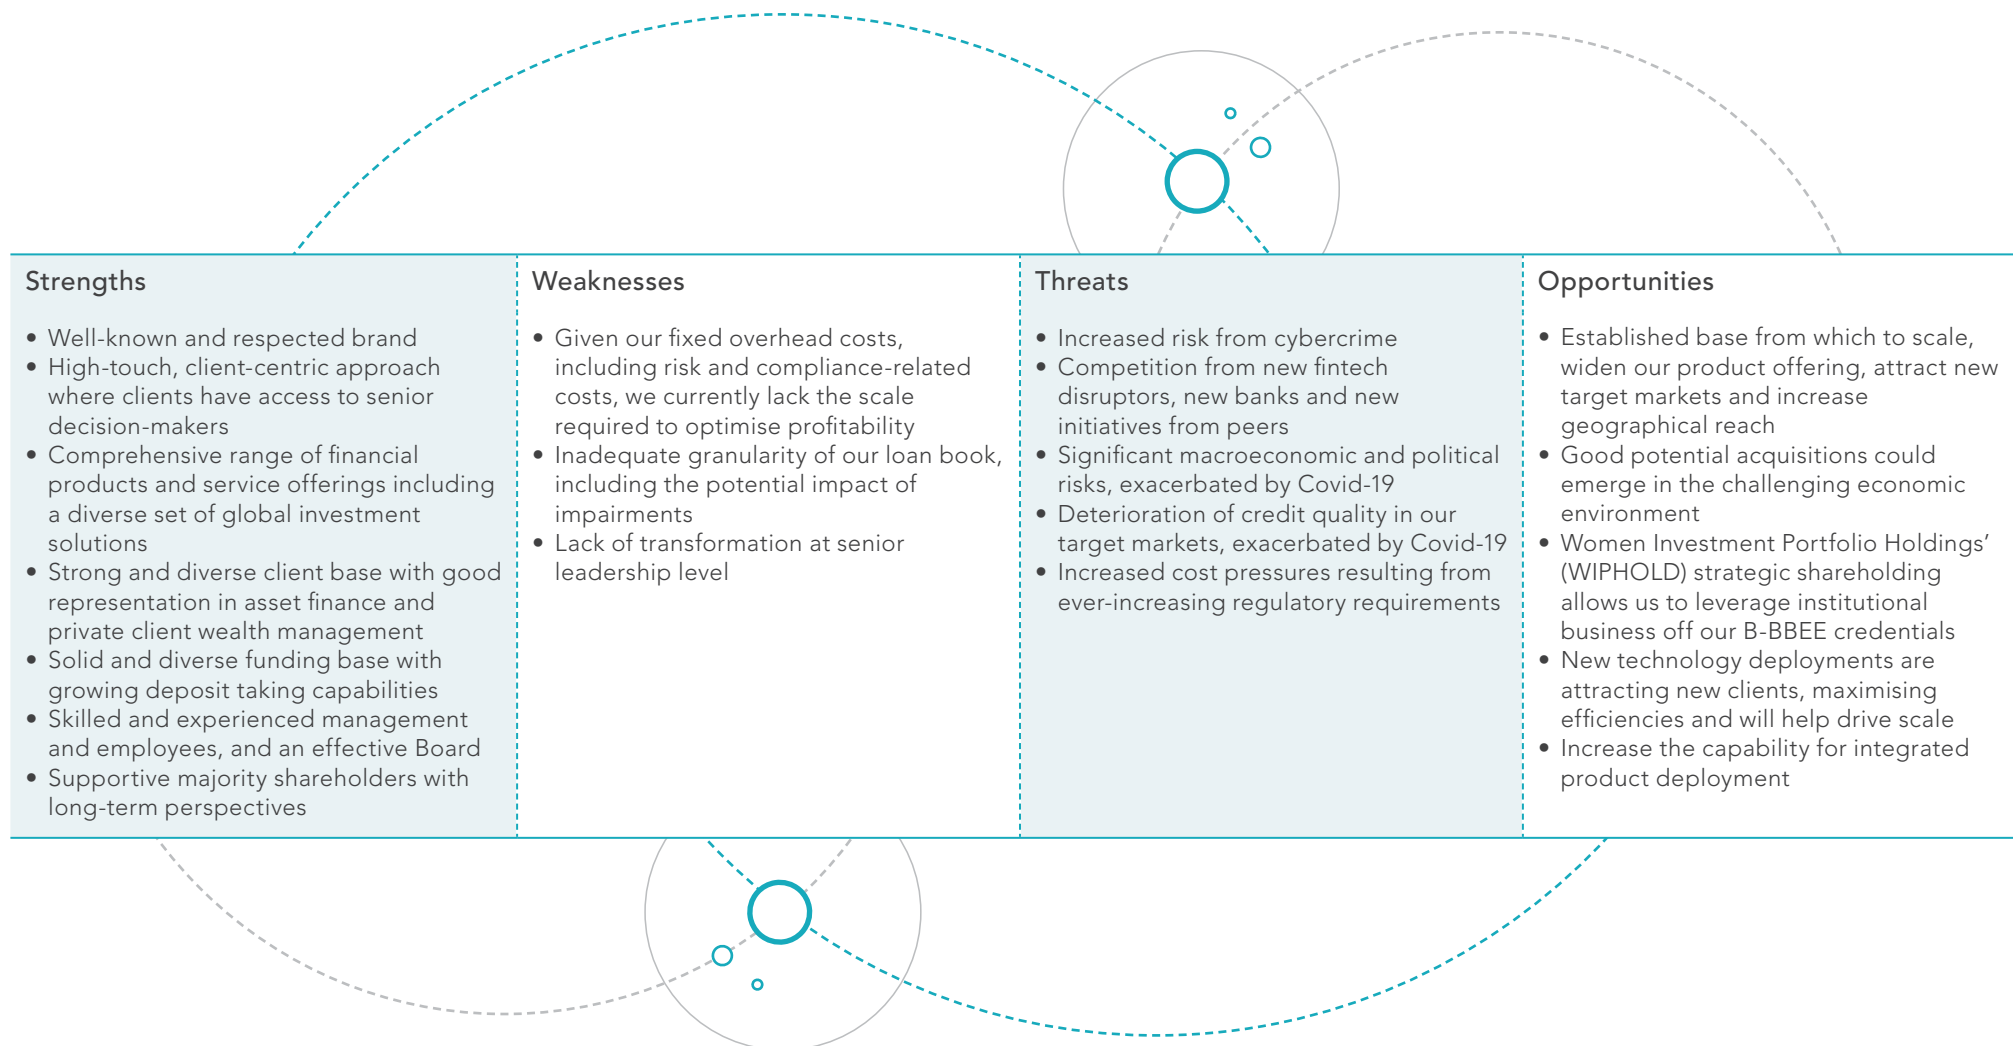 Strengths
• Well-known and respected brand
• High-touch, client-centric approach
where clients have access to senior
decision-makers
• Comprehensive range of financial
products and service offerings including
a diverse set of global investment
solutions
• Strong and diverse client base with good
representation in asset finance and
private client wealth management
• Solid and diverse funding base with
growing deposit taking capabilities
• Skilled and experienced management
and employees, and an effective Board
• Supportive majority shareholders with
long-term perspectives
Weaknesses
• Given our fixed overhead costs,
including risk and compliance-related
costs, we currently lack the scale
required to optimise profitability
• Inadequate granularity of our loan book,
including the potential impact of
impairments
• Lack of transformation at senior
leadership level
Threats
• Increased risk from cybercrime
• Competition from new fintech
disruptors, new banks and new
initiatives from peers
• Significant macroeconomic and political
risks, exacerbated by Covid-19
• Deterioration of credit quality in our
target markets, exacerbated by Covid-19
• Increased cost pressures resulting from
ever-increasing regulatory requirements
Opportunities
• Established base from which to scale,
widen our product offering, attract new
target markets and increase
geographical reach
• Good potential acquisitions could
emerge in the challenging economic
environment
• Women Investment Portfolio Holdings’
(WIPHOLD) strategic shareholding
allows us to leverage institutional
business off our B-BBEE credentials
• New technology deployments are
attracting new clients, maximising
efficiencies and will help drive scale
• Increase the capability for integrated
product deployment